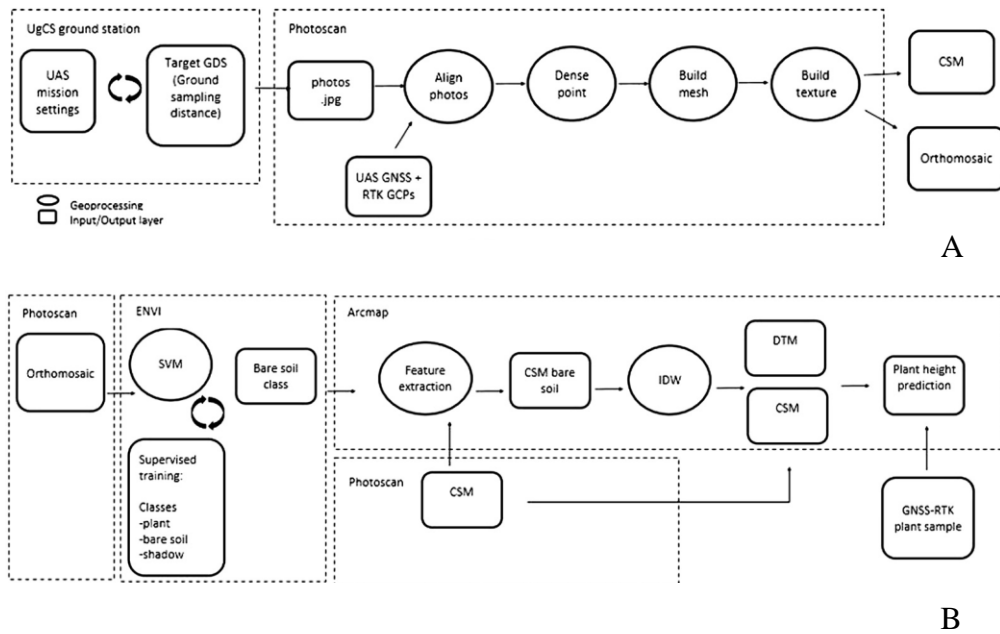 UgCS ground station
UAS
mission
settings
Target GDS
(Ground
sampling
distance)
Geoprocessing
Input/Output layer
Photoscan
photos
.jpg
Align
photos
Dense
point
Build
mesh
Build
texture
UAS GNSS +
RTK GCPs
CSM
Orthomosaic
A
Photoscan
Orthomosaic
ENVI
SVM
Bare soil
class
Supervised
training:
Classes
-plant
-bare soil
-shadow
Arcmap
Feature
extraction
CSM bare
soil
IDW
DTM
CSM
Plant height
prediction
Photoscan
CSM
GNSS-RTK
plant sample
B